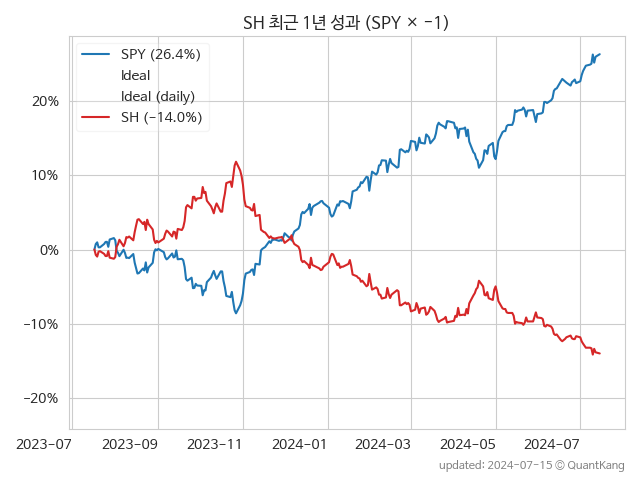 SH 최근 1년 성과 (SPY × −1)
SPY (26.4%)
Ideal
Ideal (daily)
SH (−14.0%)
20%
10%
0%
−10%
−20%
2023−07
2023−09
2023−11
2024−01
2024−03
2024−05
2024−07
updated: 2024−07−15 ⓒ QuantKang